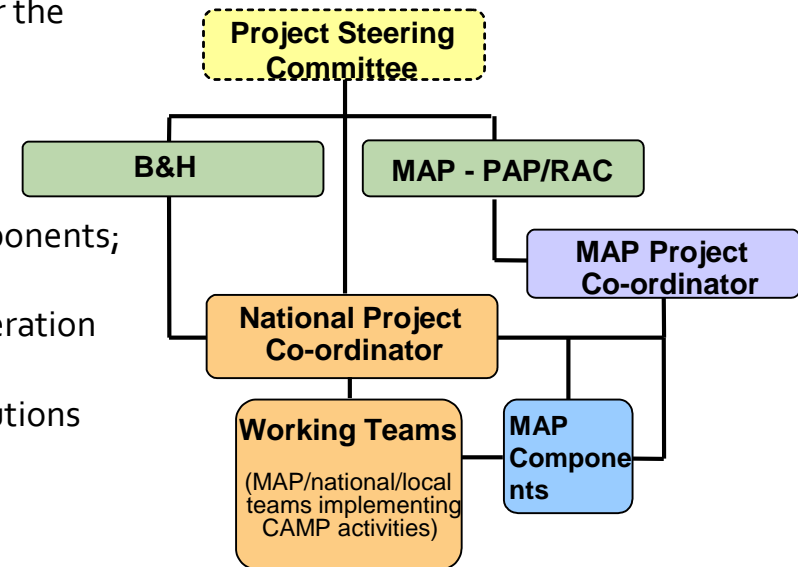 r the
Project Steering
Committee
B&H
MAP - PAP/RAC
ponents;
MAP Project
Co-ordinator
eration
National Project
Co-ordinator
utions
Working Teams
(MAP/national/local
teams implementing
CAMP activities)
MAP
Compone
nts